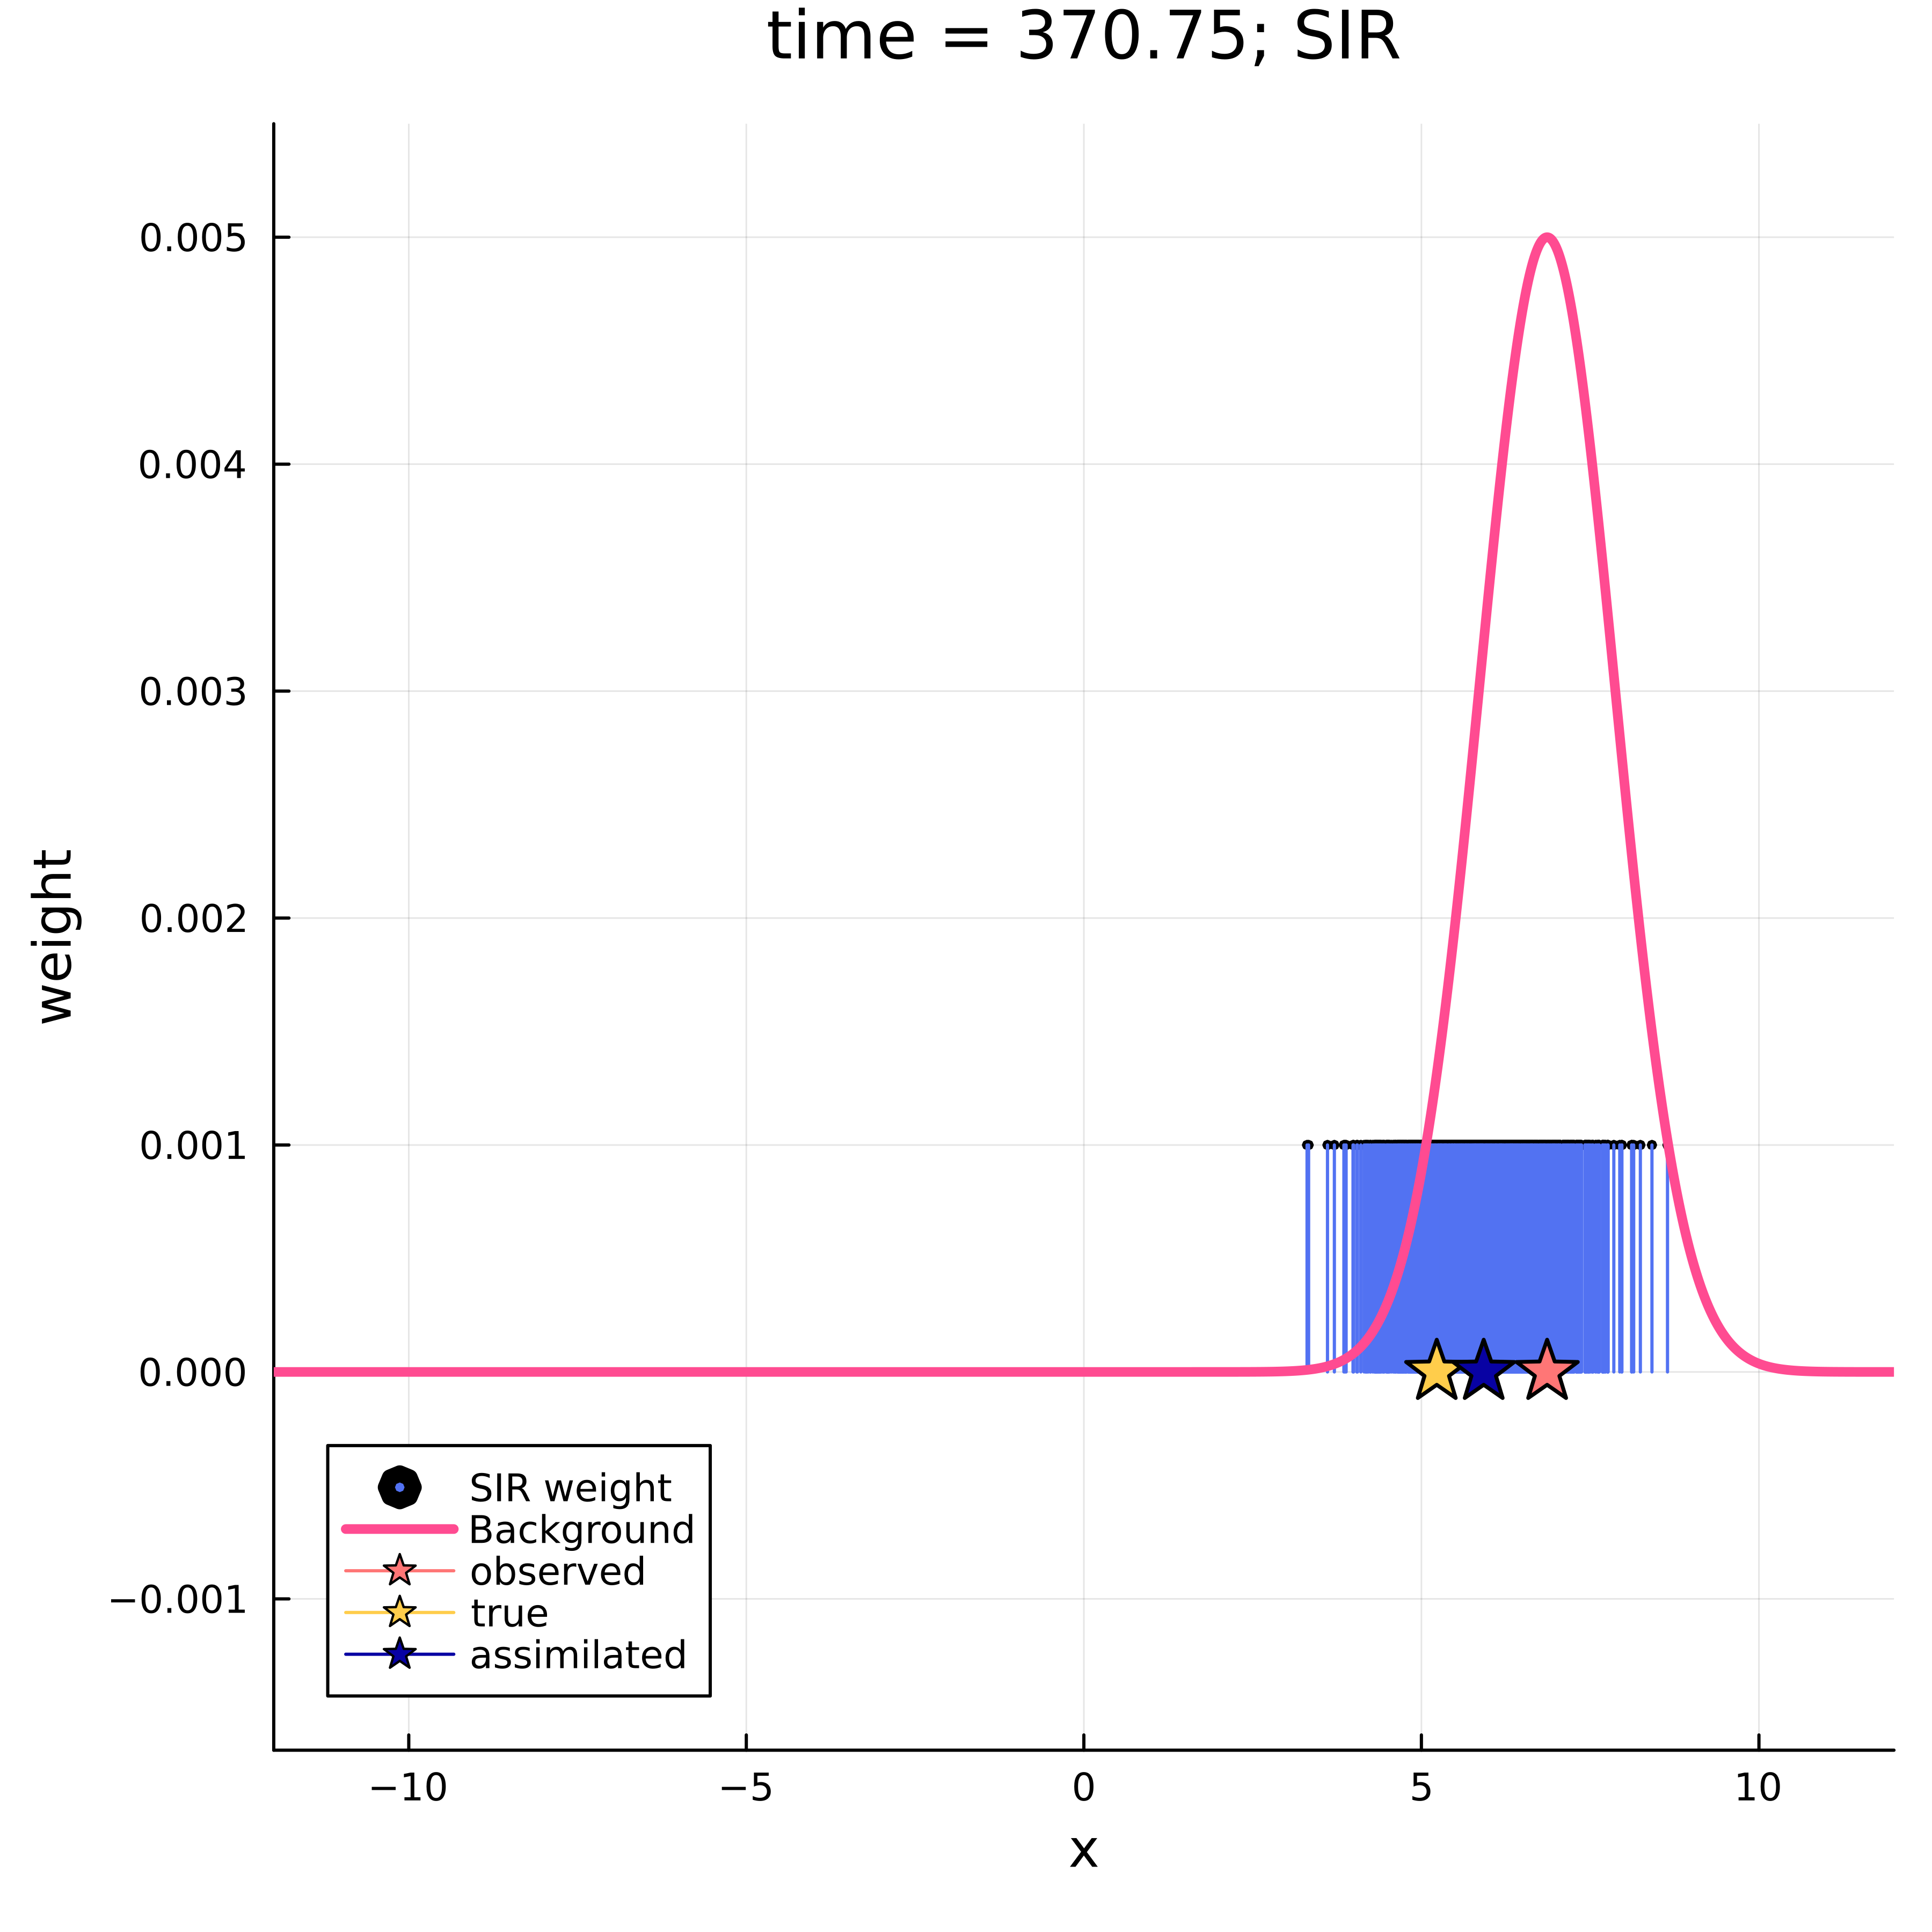 time = 370.75; SIR
0.005
0.004
0.003
0.002
0.001
0.000
−0.001
weight
SIR weight
Background
observed
true
assimilated
−10
−5
0
5
10
x